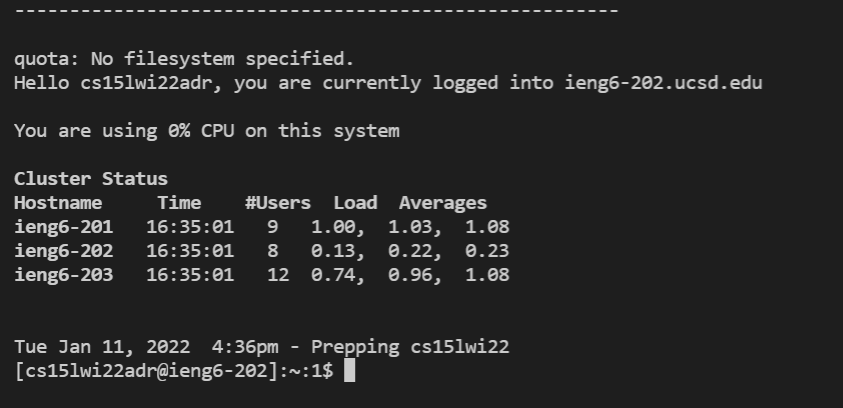 -------------------------------------------------------
quota: No filesystem specified.
Hello cs15lwi22adr, you are currently logged into ieng6-202.ucsd.edu
You are using 0% CPU on this system
Cluster Status
Hostname     Time    #Users  Load  Averages
ieng6-201   16:35:01   9   1.00,  1.03,  1.08
ieng6-202   16:35:01   8   0.13,  0.22,  0.23
ieng6-203   16:35:01   12  0.74,  0.96,  1.08
Tue Jan 11, 2022  4:36pm - Prepping cs15lwi22
[cs15lwi22adr@ieng6-202]:~:1$